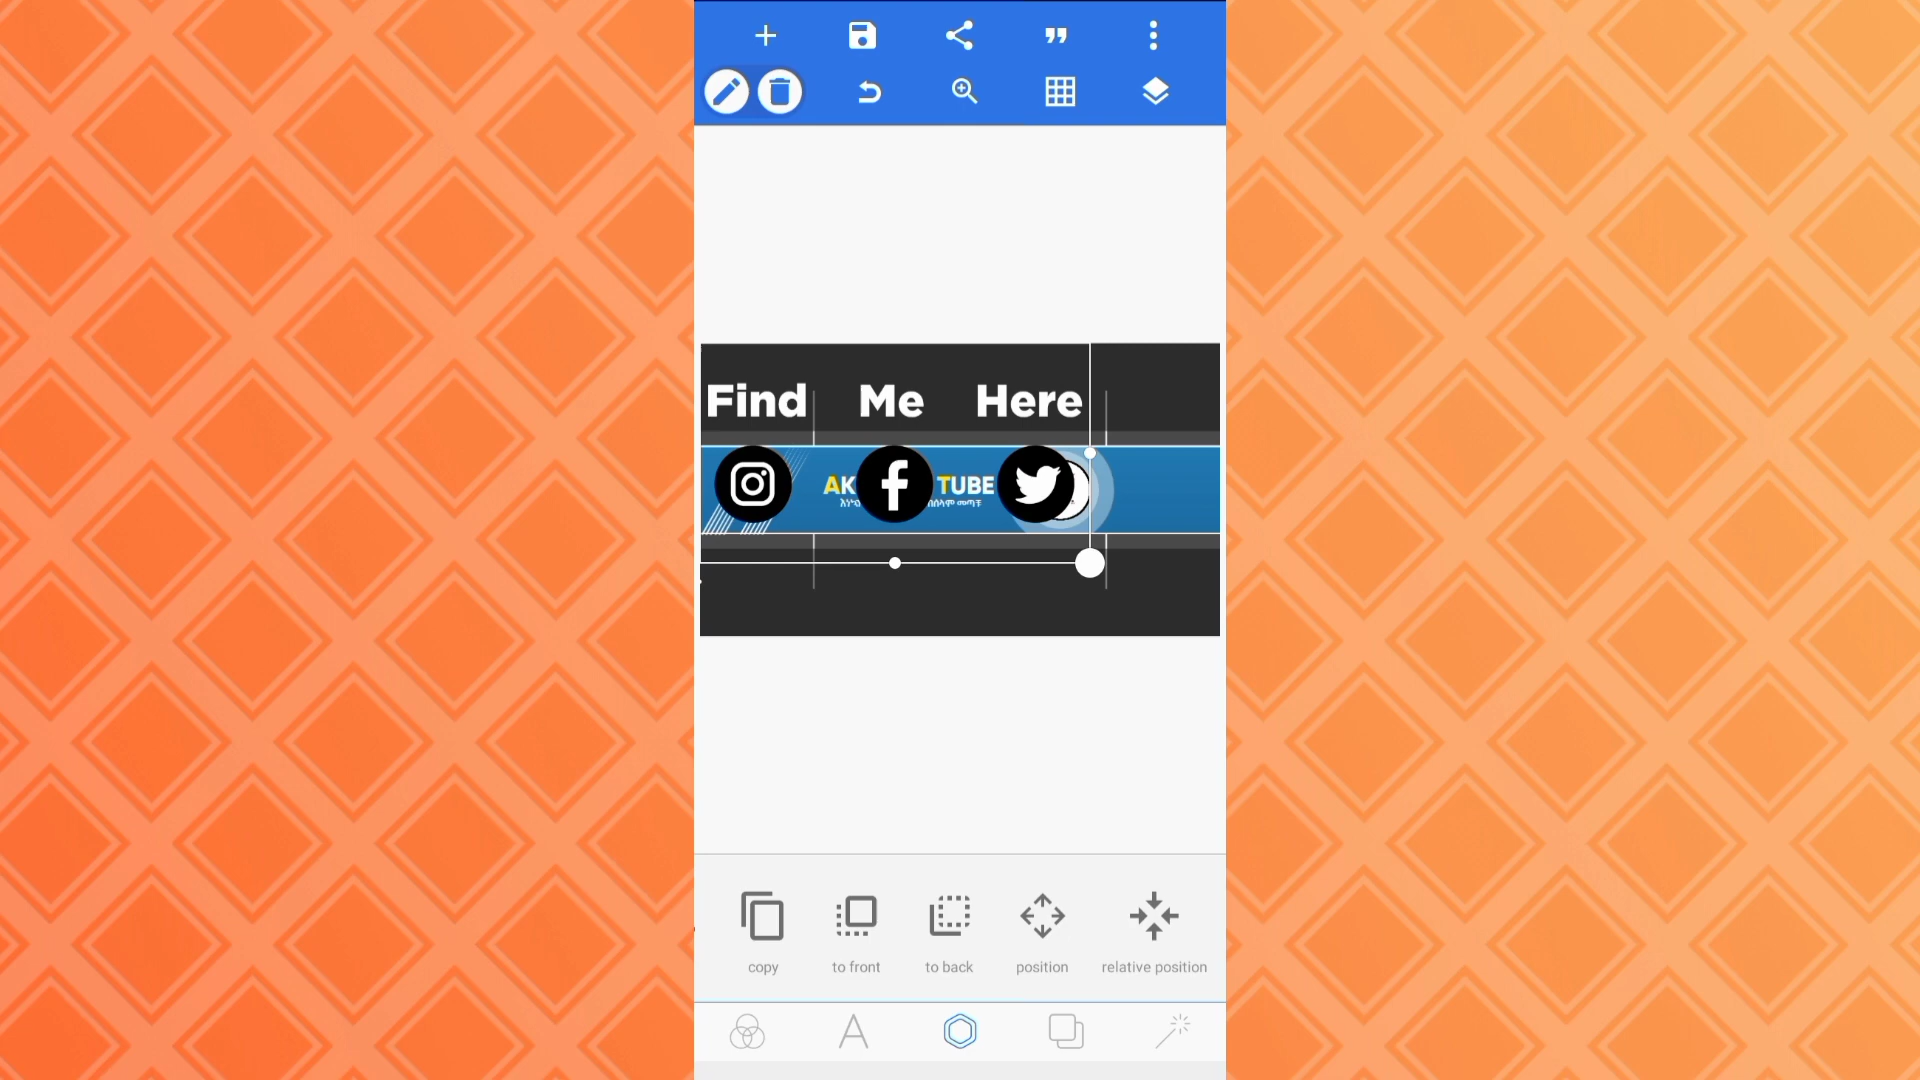 Find Me Here
AK TUBE
copy
to front
to back
position
relative position